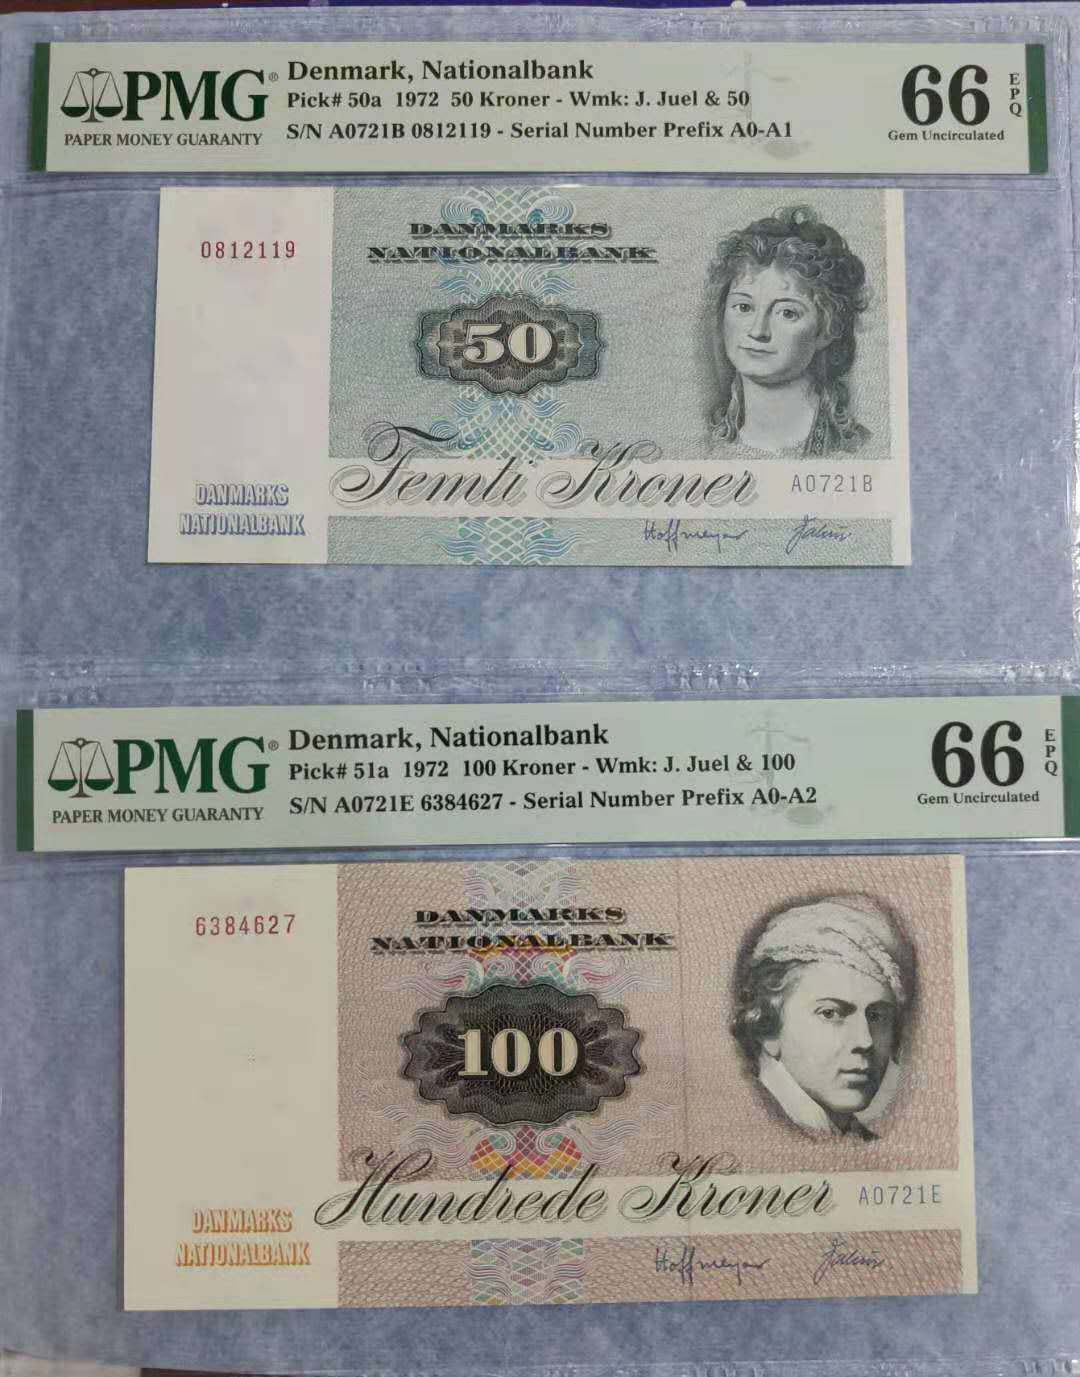 PMG®
PAPER MONEY GUARANTY
Denmark, Nationalbank
Pick# 50a 1972 50 Kroner - Wmk: J. Juel & 50
S/N A0721B 0812119 - Serial Number Prefix A0-A1
66 EPQ
Gem Uncirculated
0812119
DANMARKS
NATIONALBANK
50
Femti Kroner
A0721B
DANMARKS
NATIONALBANK
Hoffmeyer
PMG®
PAPER MONEY GUARANTY
Denmark, Nationalbank
Pick# 51a 1972 100 Kroner - Wmk: J. Juel & 100
S/N A0721E 6384627 - Serial Number Prefix A0-A2
66 EPQ
Gem Uncirculated
6384627
DANMARKS
NATIONALBANK
100
Hundrede Kroner
A0721E
DANMARKS
NATIONALBANK
Hoffmeyer